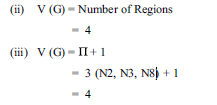 (ii) V (G) = Number of Regions
= 4
(iii) V (G) = Π + 1
= 3 (N2, N3, N8) + 1
= 4